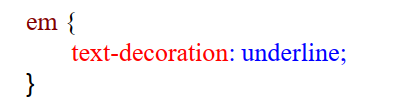 em {
text-decoration: underline;
}